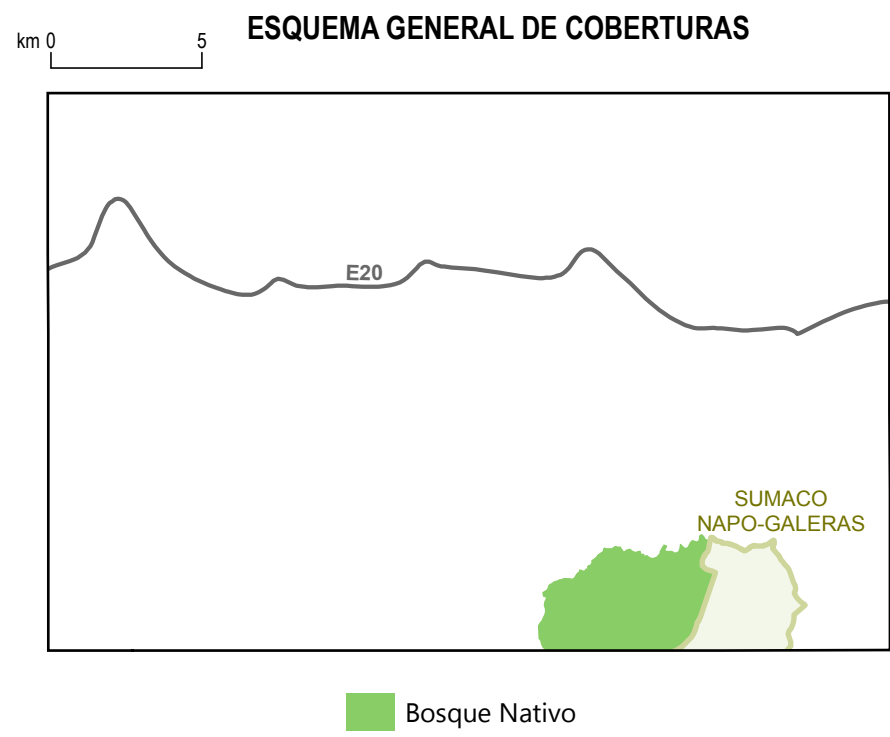 ESQUEMA GENERAL DE COBERTURAS
km 0 5
E20
SUMACO
NAPO-GALERAS
Bosque Nativo